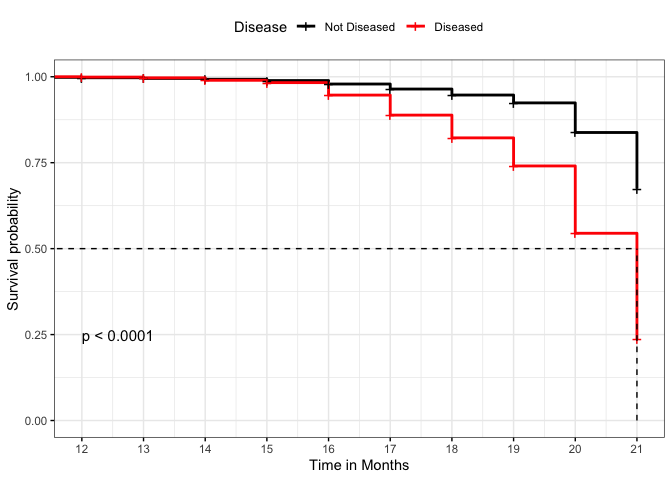 Disease Not Diseased Diseased
1.00
0.75
0.50
0.25
0.00
Survival probability
p < 0.0001
12 13 14 15 16 17 18 19 20 21
Time in Months